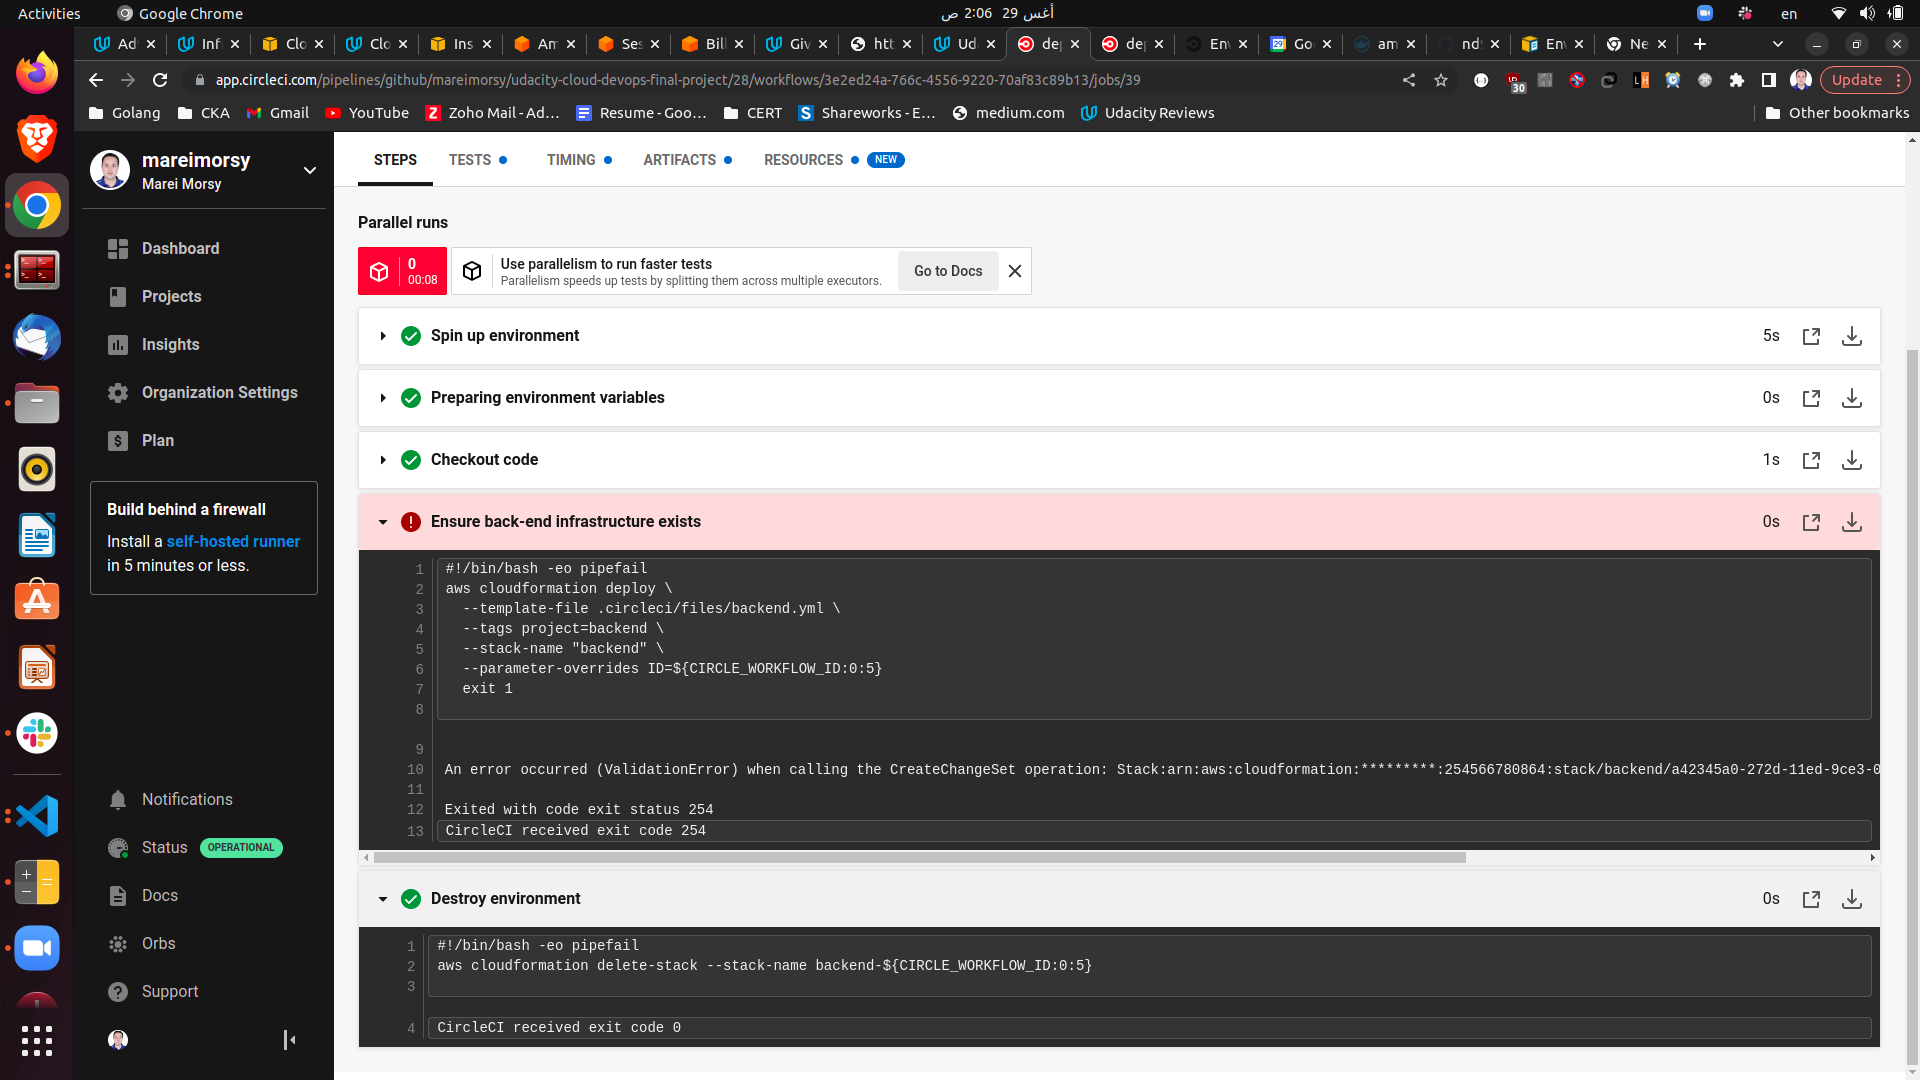 Activities
Google Chrome
29 أغس 2:06 ص
en
Ad
Infi
Clo
Clo
Ins
Am
Ses
Bill
Giv
htt
Ud
dep
dep
Env
Go
am
nd
Env
Ne
app.circleci.com/pipelines/github/mareimorsy/udacity-cloud-devops-final-project/28/workflows/3e2ed24a-766c-4556-9220-70af83c89b13/jobs/39
30
Update
Golang
CKA
Gmail
YouTube
Zoho Mail - Ad…
Resume - Goo…
CERT
Shareworks - E…
medium.com
Udacity Reviews
Other bookmarks
mareimorsy
Marei Morsy
Dashboard
Projects
Insights
Organization Settings
Plan
Build behind a firewall
Install a self-hosted runner
in 5 minutes or less.
Notifications
Status OPERATIONAL
Docs
Orbs
Support
STEPS
TESTS
TIMING
ARTIFACTS
RESOURCES
NEW
Parallel runs
0
00:08
Use parallelism to run faster tests
Parallelism speeds up tests by splitting them across multiple executors.
Go to Docs
Spin up environment 5s
Preparing environment variables 0s
Checkout code 1s
Ensure back-end infrastructure exists 0s
1 #!/bin/bash -eo pipefail
2 aws cloudformation deploy \
3 --template-file .circleci/files/backend.yml \
4 --tags project=backend \
5 --stack-name "backend" \
6 --parameter-overrides ID=${CIRCLE_WORKFLOW_ID:0:5}
7 exit 1
8
9
10 An error occurred (ValidationError) when calling the CreateChangeSet operation: Stack:arn:aws:cloudformation:*********:254566780864:stack/backend/a42345a0-272d-11ed-9ce3-0
11
12 Exited with code exit status 254
13 CircleCI received exit code 254
Destroy environment 0s
1 #!/bin/bash -eo pipefail
2 aws cloudformation delete-stack --stack-name backend-${CIRCLE_WORKFLOW_ID:0:5}
3
4 CircleCI received exit code 0